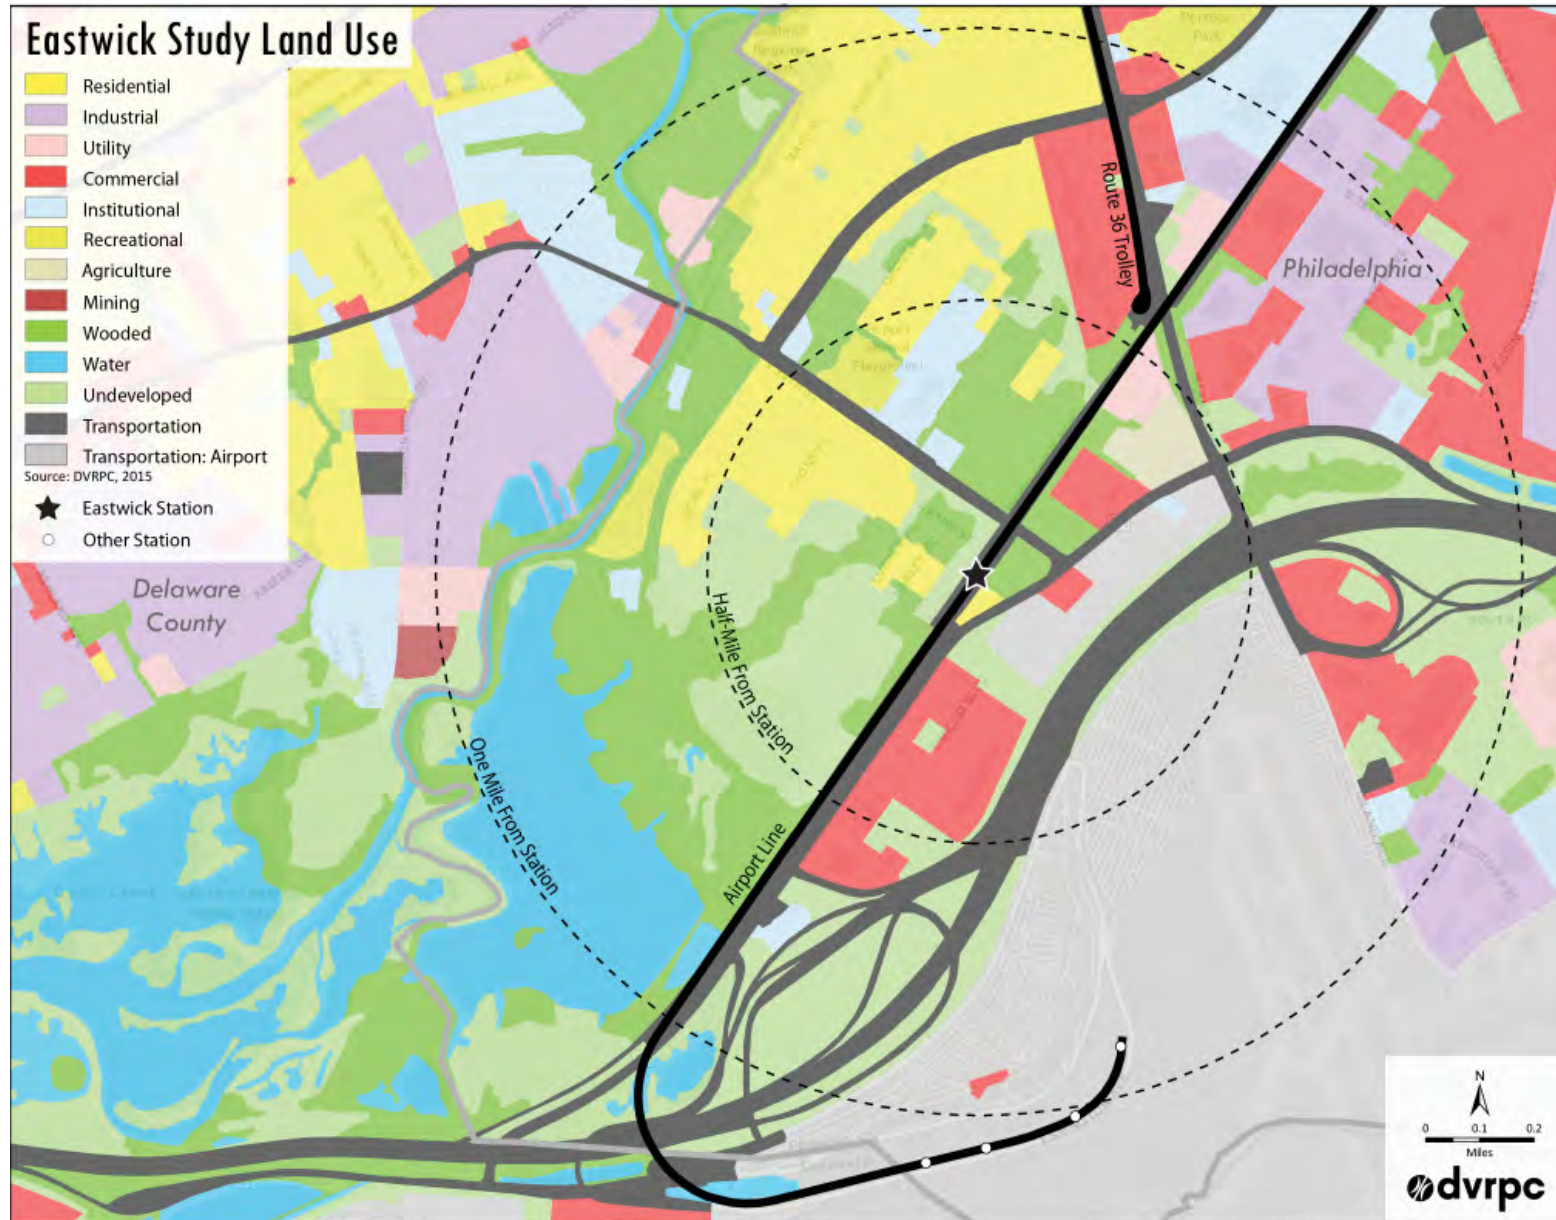 Eastwick Study Land Use
Residential
Industrial
Utility
Commercial
Institutional
Recreational
Agriculture
Mining
Wooded
Water
Undeveloped
Transportation
Transportation: Airport
Source: DVRPC, 2015
Eastwick Station
Other Station
Route 36 Trolley
Philadelphia
Delaware
County
Half-Mile From Station
One Mile From Station
Airport Line
N
0 0.1 0.2
Miles
dvrpc